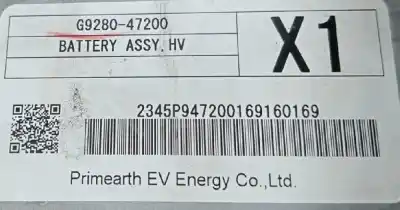 G9280-47200
BATTERY ASSY,HV
X1
2345P947200169160169
Primearth EV Energy Co.,Ltd.